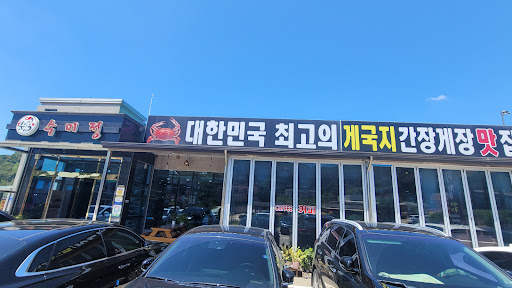 수미정
대한민국 최고의 게국지 간장게장 맛집